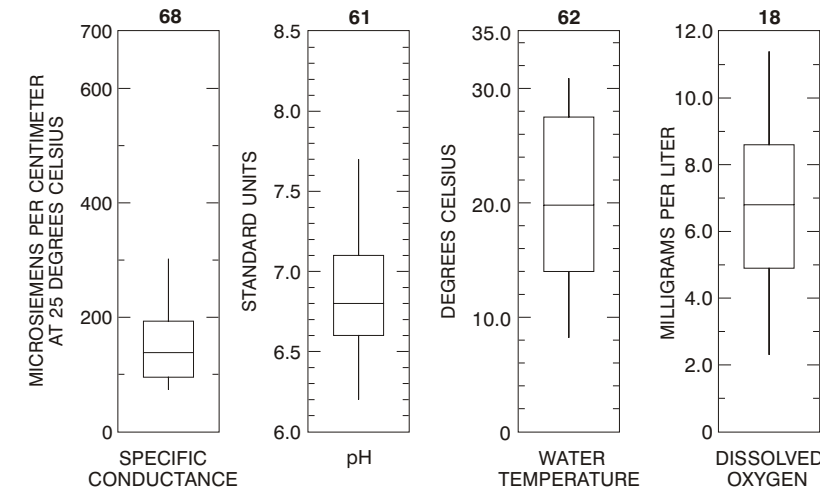 68
700
600
400
200
0
MICROSIEMENS PER CENTIMETER
AT 25 DEGREES CELSIUS
SPECIFIC
CONDUCTANCE
61
8.5
8.0
7.5
7.0
6.5
6.0
STANDARD UNITS
pH
62
35.0
30.0
20.0
10.0
0
DEGREES CELSIUS
WATER
TEMPERATURE
18
12.0
10.0
8.0
6.0
4.0
2.0
0
MILLIGRAMS PER LITER
DISSOLVED
OXYGEN